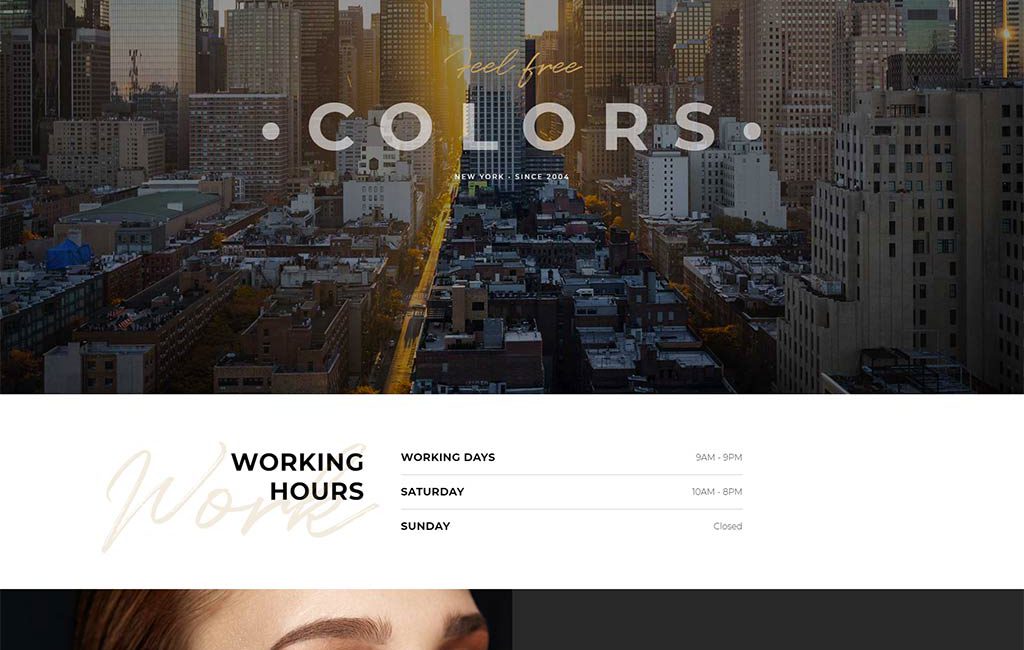 Feel free
• COLORS •
NEW YORK - SINCE 2004
Work
WORKING
HOURS
WORKING DAYS 9AM - 9PM
SATURDAY 10AM - 8PM
SUNDAY Closed